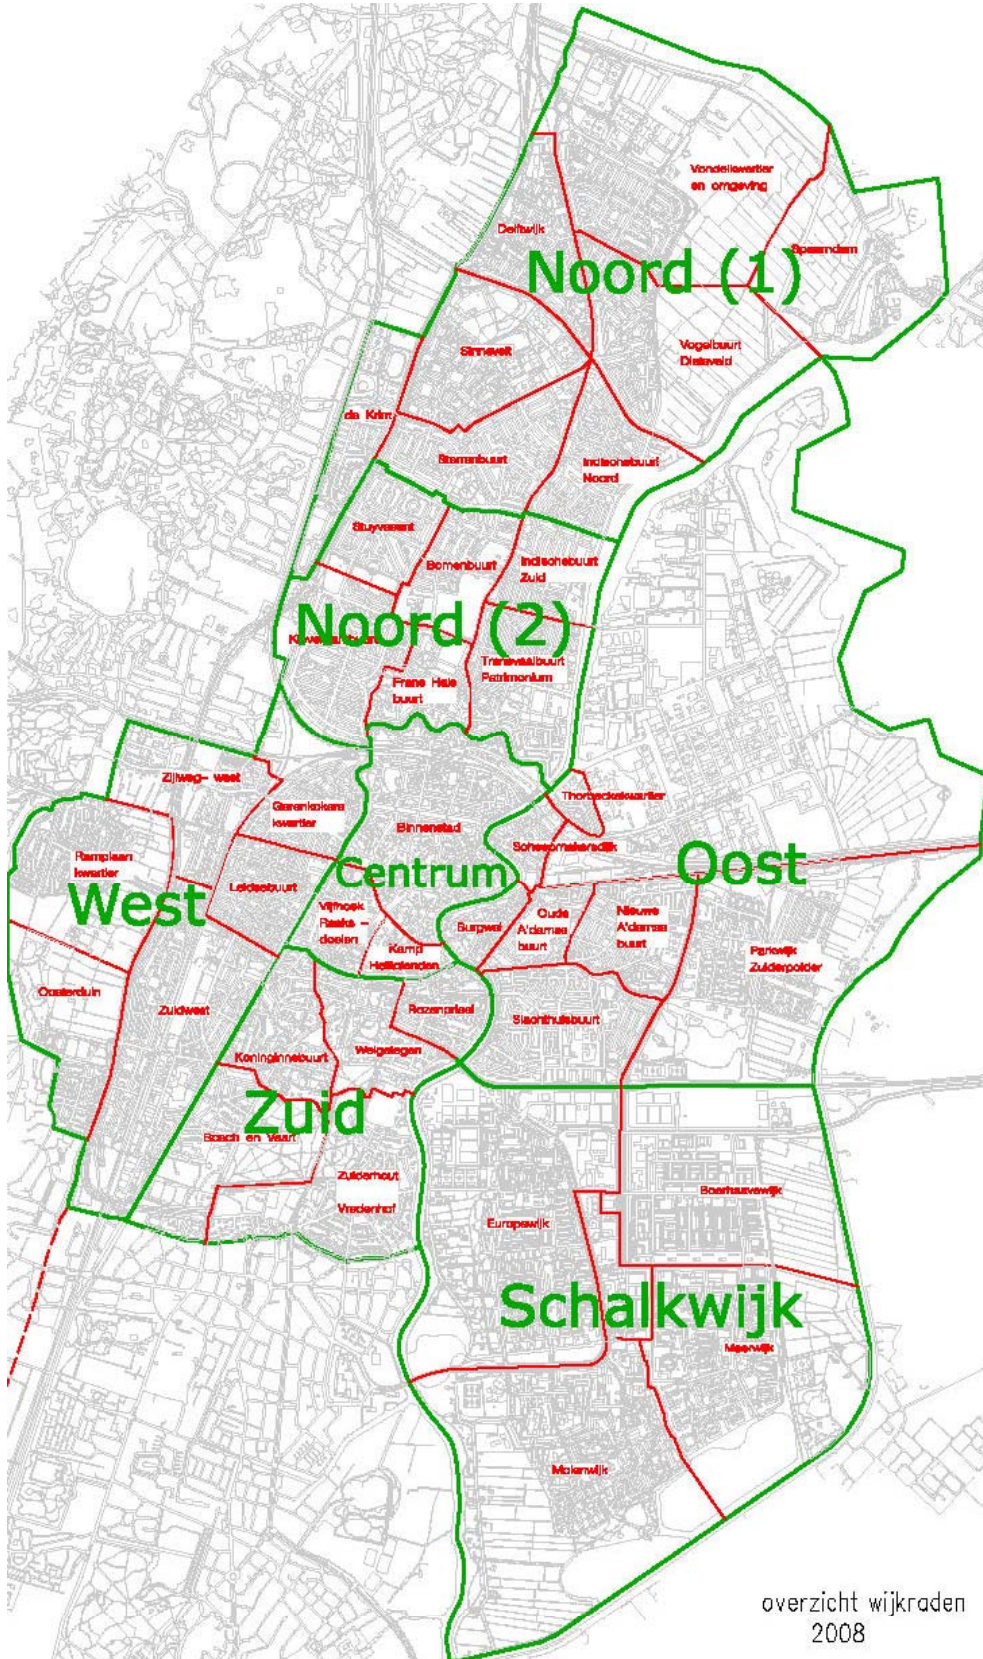 Vondelkwartier
en omgeving
Delftwijk
Spaarndam
Noord (1)
Vogelbuurt
Dietsveld
Sinnevelt
de Krim
Sterrenbuurt
Indischebuurt
Noord
Stuyvesant
Bomenbuurt
Indischebuurt
Zuid
Noord (2)
Transvaalbuurt
Patrimonium
Frans Hals
buurt
Zijlweg- west
Garenkokers
kwartier
Thorbeckekwartier
Binnenstad
Scheepmakersdijk
Ramplaan
kwartier
Centrum
Oost
Leidsebuurt
West
Vijfhoek
Raaks -
doelen
Burgwal
Oude
A'damse
buurt
Nieuwe
A'damse
buurt
Kamp
Parkwijk
Zuiderpolder
Oosterduin
Zuidwest
Rozenprieel
Slachthuisbuurt
Koninginnebuurt
Welgelegen
Zuid
Bosch en Vaart
Zuiderhout
Vredenhof
Boerhaavewijk
Europawijk
Schalkwijk
Meerwijk
Molenwijk
overzicht wijkraden
2008